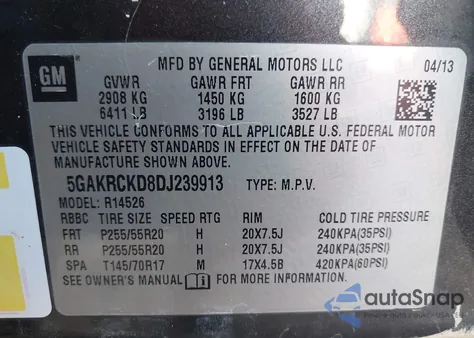 MFD BY GENERAL MOTORS LLC
04/13
GM
GVWR GAWR FRT GAWR RR
2908 KG 1450 KG 1600 KG
6411 LB 3196 LB 3527 LB
THIS VEHICLE CONFORMS TO ALL APPLICABLE U.S. FEDERAL MOTOR
VEHICLE SAFETY STANDARDS IN EFFECT ON THE DATE OF
MANUFACTURE SHOWN ABOVE.
5GAKRCKD8DJ239913 TYPE: M.P.V.
MODEL: R14526
RBBC TIRE SIZE SPEED RTG RIM COLD TIRE PRESSURE
FRT P255/55R20 H 20X7.5J 240KPA(35PSI)
RR P255/55R20 H 20X7.5J 240KPA(35PSI)
SPA T145/70R17 M 17X4.5B 420KPA(60PSI)
SEE OWNER'S MANUAL i FOR MORE INFORMATION.
autoSnap